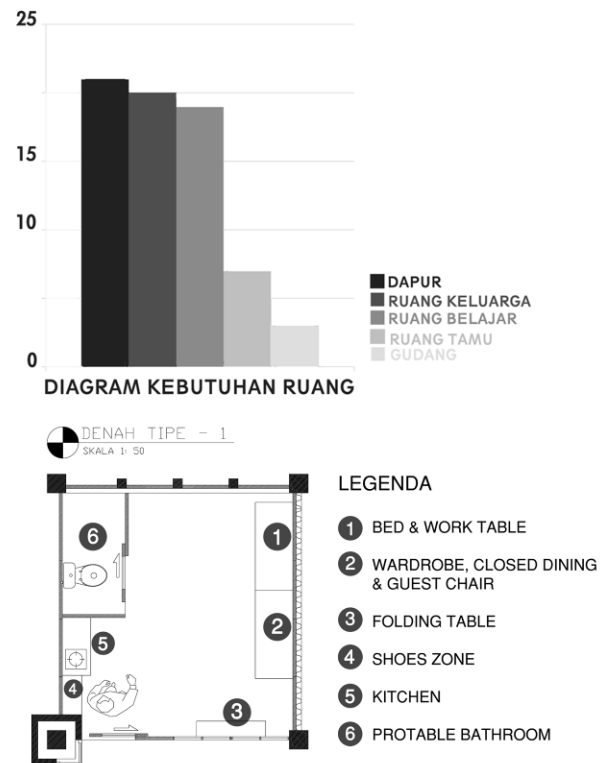 25
15
10
0
DAPUR
RUANG KELUARGA
RUANG BELAJAR
RUANG TAMU
GUDANG
DIAGRAM KEBUTUHAN RUANG
DENAH TIPE - 1
SKALA 1: 50
6
1
2
5
4
3
LEGENDA
1 BED & WORK TABLE
2 WARDROBE, CLOSED DINING
& GUEST CHAIR
3 FOLDING TABLE
4 SHOES ZONE
5 KITCHEN
6 PROTABLE BATHROOM